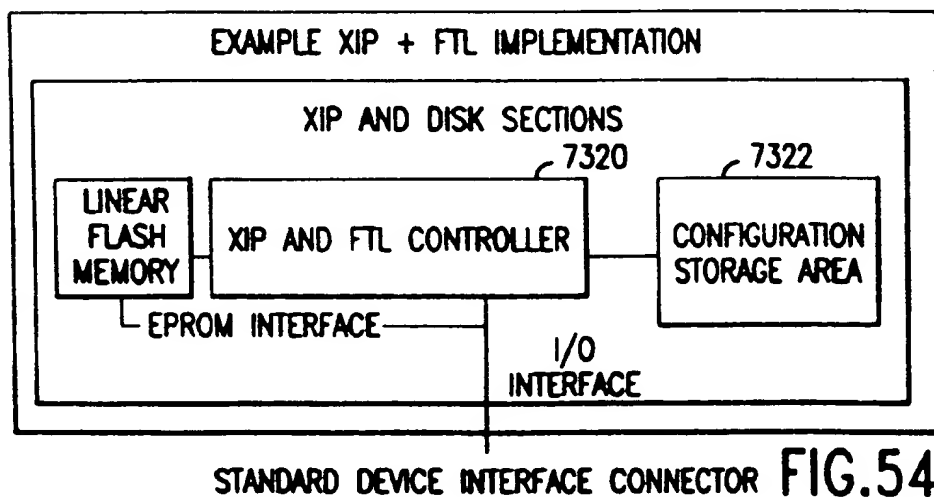 EXAMPLE XIP + FTL IMPLEMENTATION
XIP AND DISK SECTIONS
7320
7322
LINEAR
FLASH
MEMORY
XIP AND FTL CONTROLLER
CONFIGURATION
STORAGE AREA
EPROM INTERFACE
I/O
INTERFACE
STANDARD DEVICE INTERFACE CONNECTOR
FIG.54